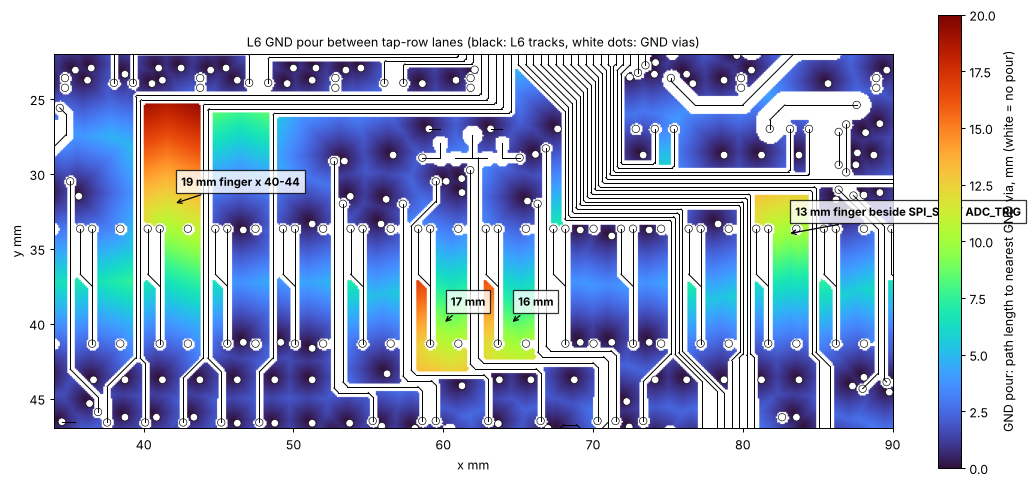 L6 GND pour between tap-row lanes (black: L6 tracks, white dots: GND vias)
y mm
25
30
35
40
45
19 mm finger x 40-44
13 mm finger beside SPI_S
ADC_TRIG
17 mm
16 mm
40
50
60
70
80
90
x mm
20.0
17.5
15.0
12.5
10.0
7.5
5.0
2.5
0.0
GND pour: path length to nearest GND via, mm (white = no pour)